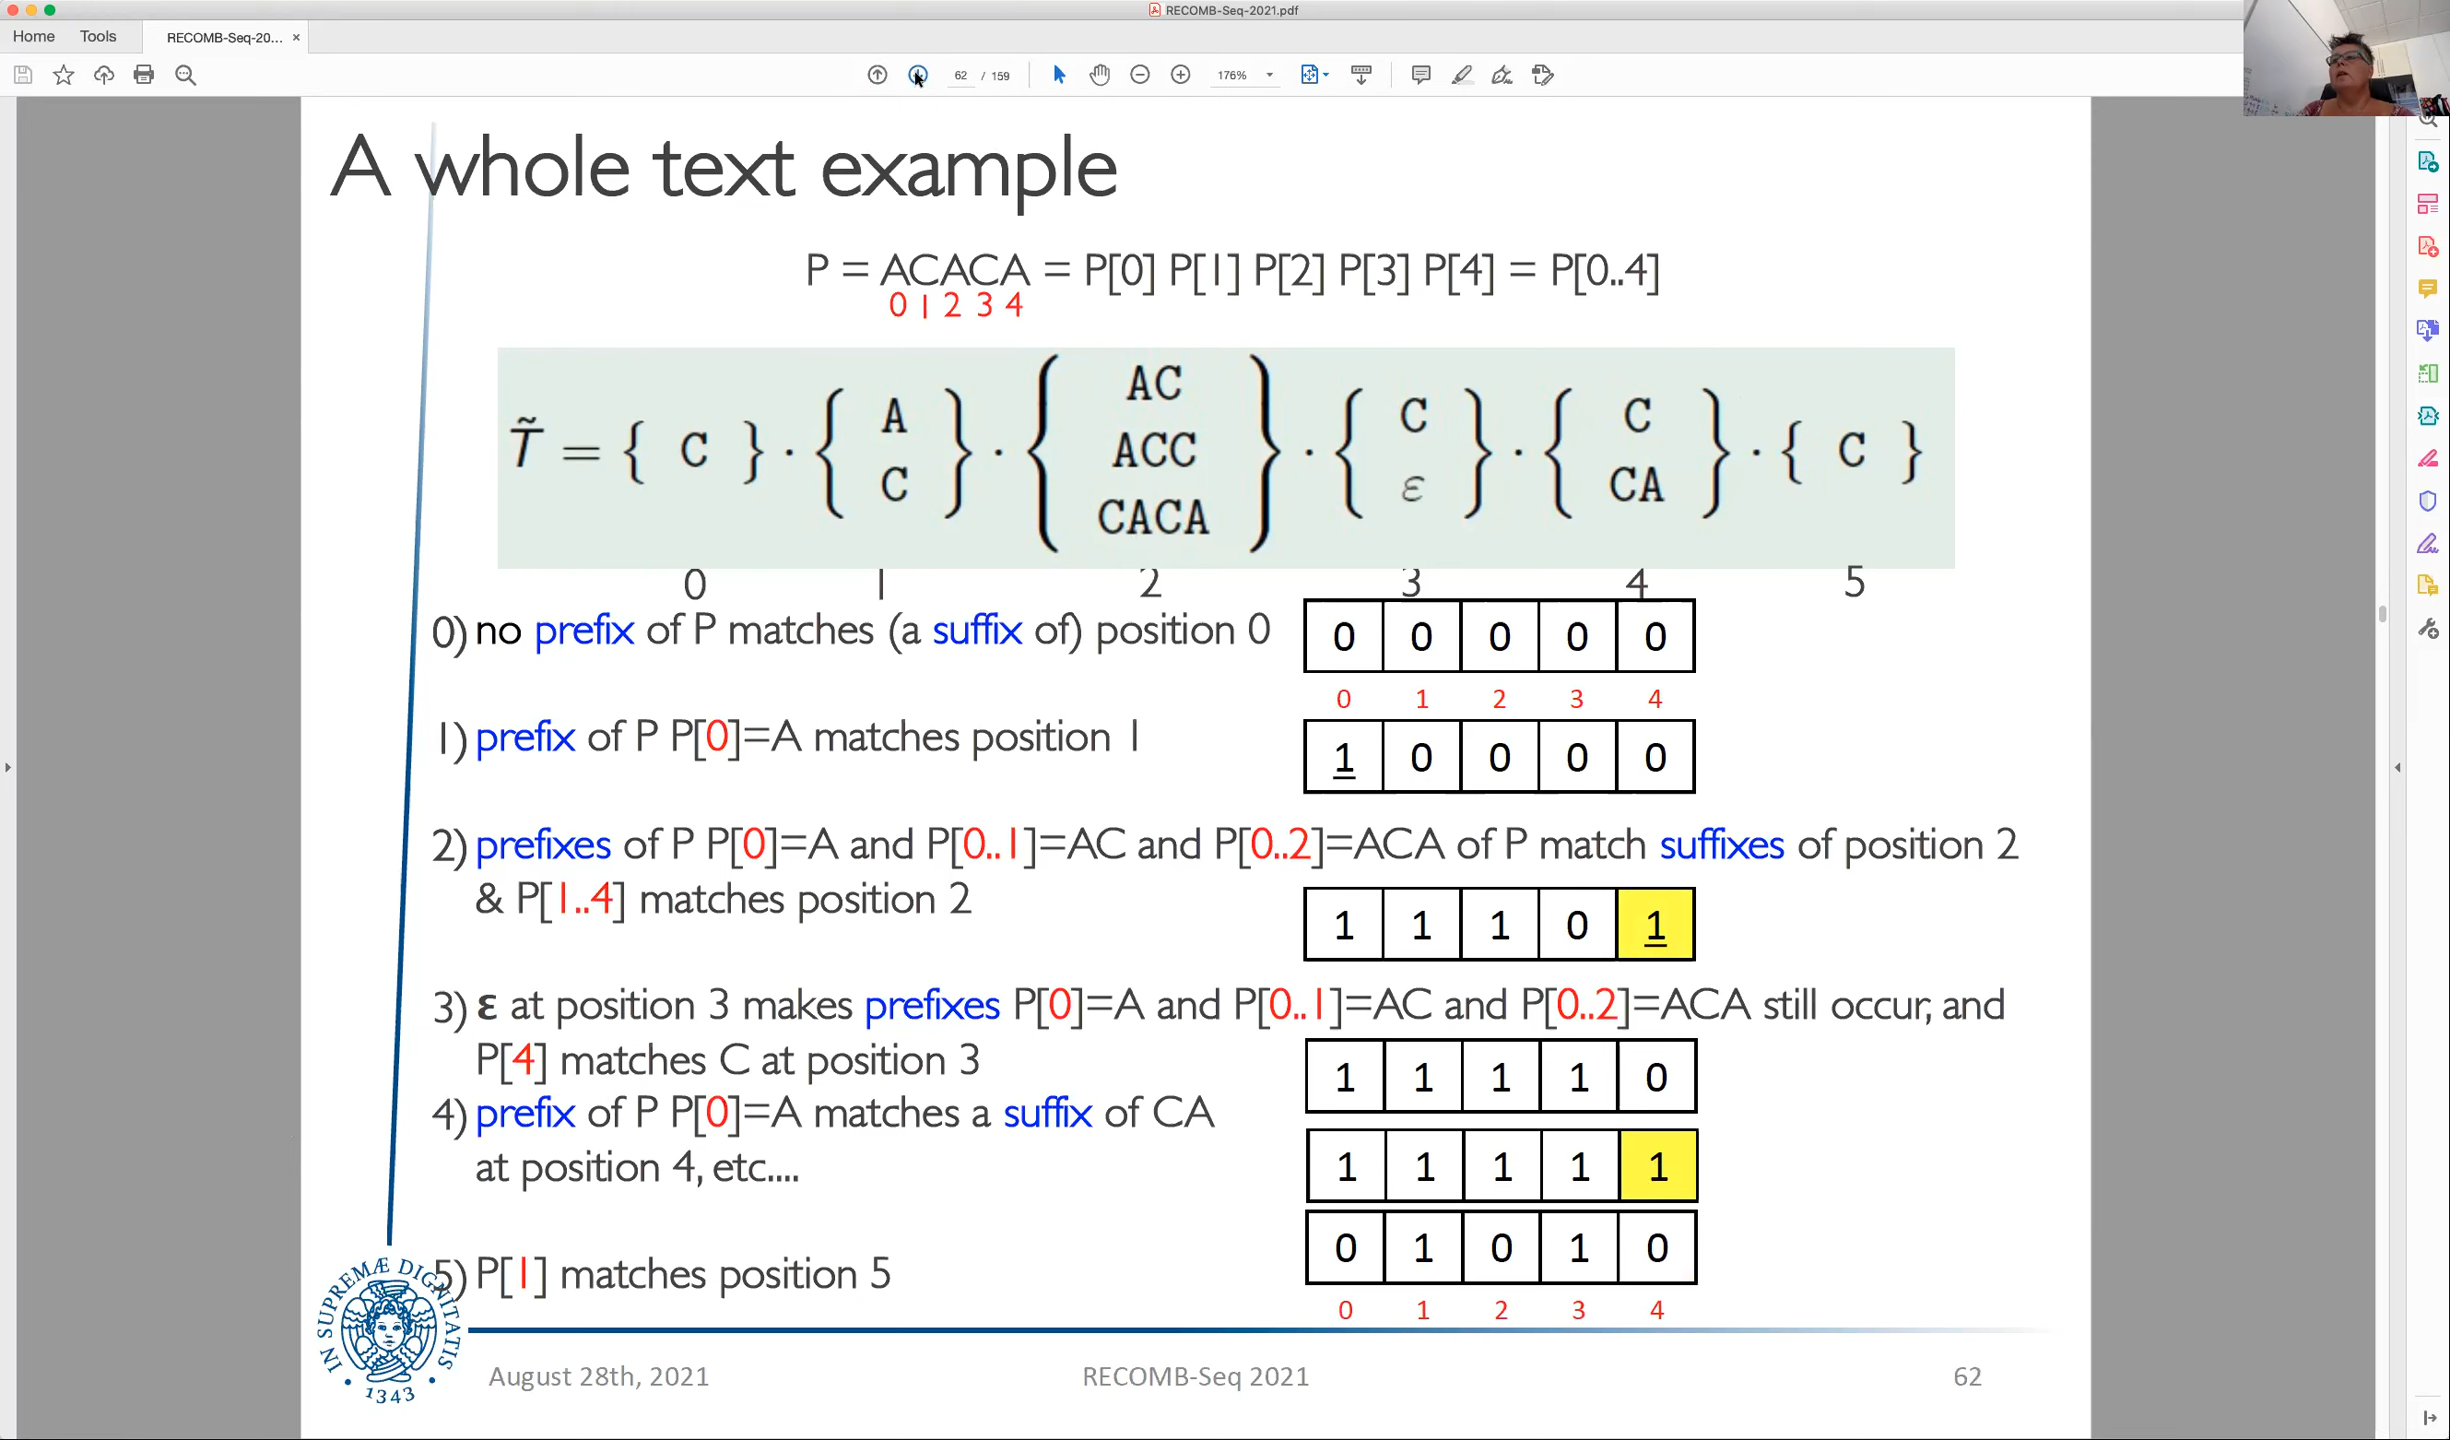 RECOMB-Seq-2021.pdf
Home Tools RECOMB-Seq-20... ×
62 / 159 176%
A whole text example
P = ACACA = P[0] P[1] P[2] P[3] P[4] = P[0..4]
0 1 2 3 4
T̃ = { C } · { A C } · { AC ACC CACA } · { C ε } · { C CA } · { C }
0 1 2 3 4 5
0) no prefix of P matches (a suffix of) position 0
0 0 0 0 0
0 1 2 3 4
1) prefix of P P[0]=A matches position 1
1 0 0 0 0
2) prefixes of P P[0]=A and P[0..1]=AC and P[0..2]=ACA of P match suffixes of position 2
& P[1..4] matches position 2
1 1 1 0 1
3) ε at position 3 makes prefixes P[0]=A and P[0..1]=AC and P[0..2]=ACA still occur, and
P[4] matches C at position 3
1 1 1 1 0
4) prefix of P P[0]=A matches a suffix of CA
at position 4, etc....
1 1 1 1 1
5) P[1] matches position 5
0 1 0 1 0
0 1 2 3 4
IN SUPREMÆ DIGNITATIS
· 1343 ·
August 28th, 2021 RECOMB-Seq 2021 62